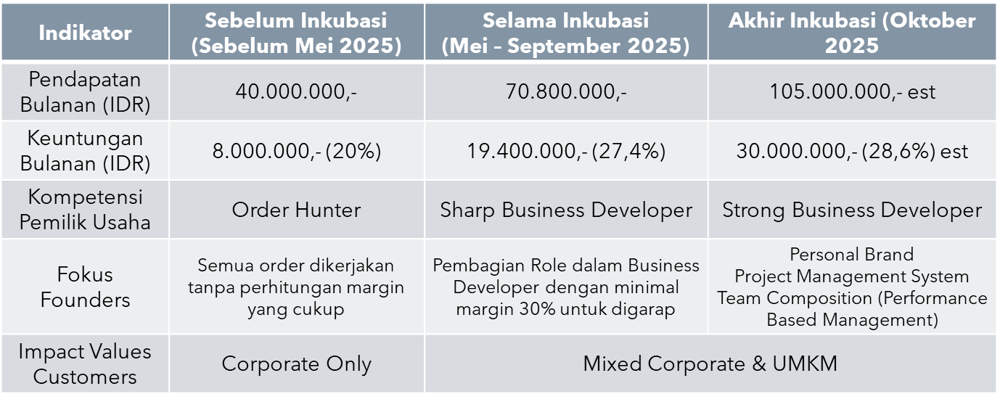 Indikator
Sebelum Inkubasi
(Sebelum Mei 2025)
Selama Inkubasi
(Mei – September 2025)
Akhir Inkubasi (Oktober
2025
Pendapatan
Bulanan (IDR)
40.000.000,-
70.800.000,-
105.000.000,- est
Keuntungan
Bulanan (IDR)
8.000.000,- (20%)
19.400.000,- (27,4%)
30.000.000,- (28,6%) est
Kompetensi
Pemilik Usaha
Order Hunter
Sharp Business Developer
Strong Business Developer
Fokus
Founders
Semua order dikerjakan
tanpa perhitungan margin
yang cukup
Pembagian Role dalam Business
Developer dengan minimal
margin 30% untuk digarap
Personal Brand
Project Management System
Team Composition (Performance
Based Management)
Impact Values
Customers
Corporate Only
Mixed Corporate & UMKM